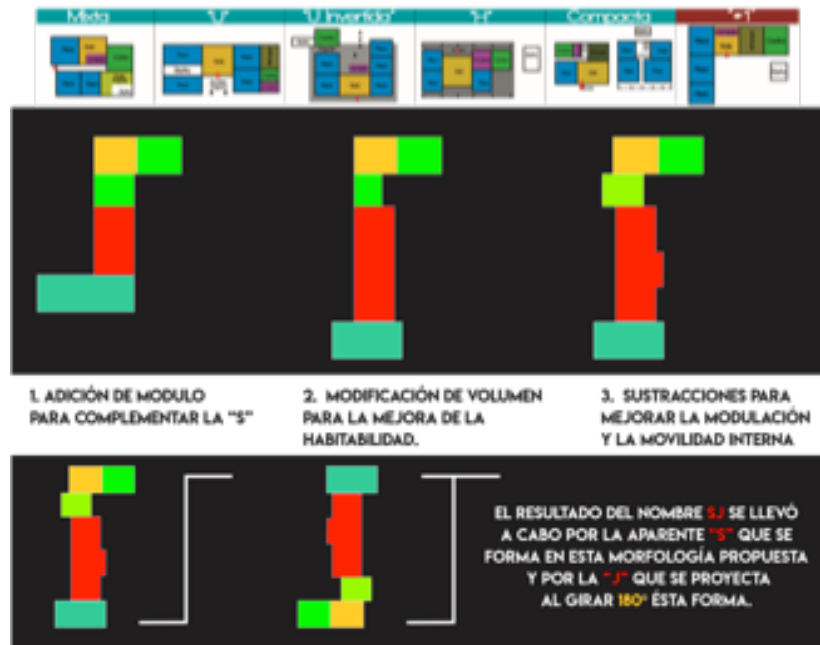 Mixta
"U"
"U Invertida"
"H"
Compacta
1. ADICIÓN DE MODULO
PARA COMPLEMENTAR LA "S"
2. MODIFICACIÓN DE VOLUMEN
PARA LA MEJORA DE LA
HABITABILIDAD.
3. SUSTRACCIONES PARA
MEJORAR LA MODULACIÓN
Y LA MOVILIDAD INTERNA
EL RESULTADO DEL NOMBRE SJ SE LLEVÓ
A CABO POR LA APARENTE "S" QUE SE
FORMA EN ESTA MORFOLOGÍA PROPUESTA
Y POR LA "J" QUE SE PROYECTA
AL GIRAR 180° ÉSTA FORMA.